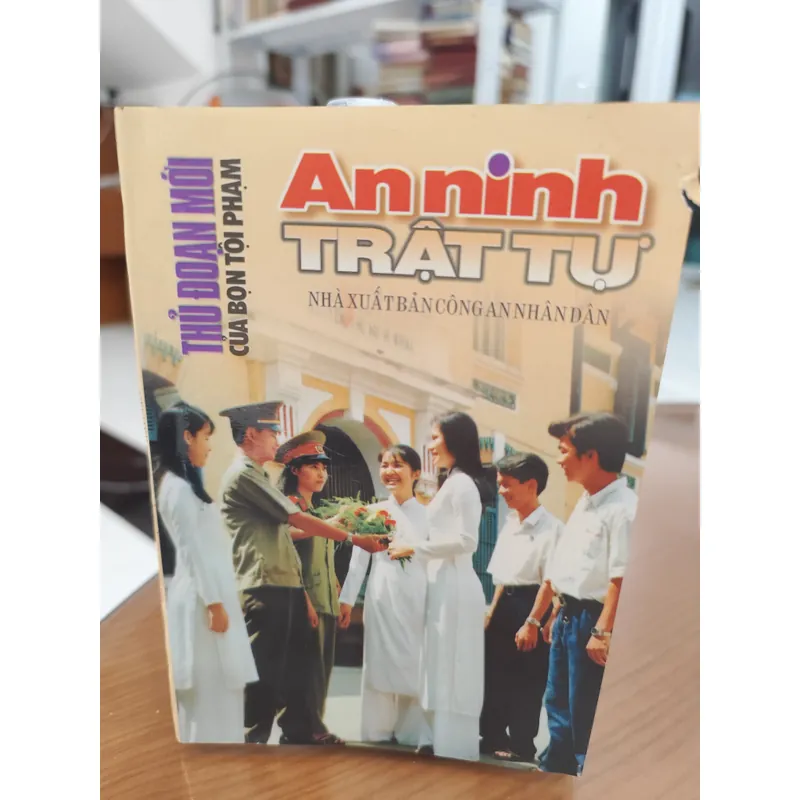 An ninh
TRẬT TỰ
NHÀ XUẤT BẢN CÔNG AN NHÂN DÂN
THỦ ĐOẠN MỚI
CỦA BỌN TỘI PHẠM